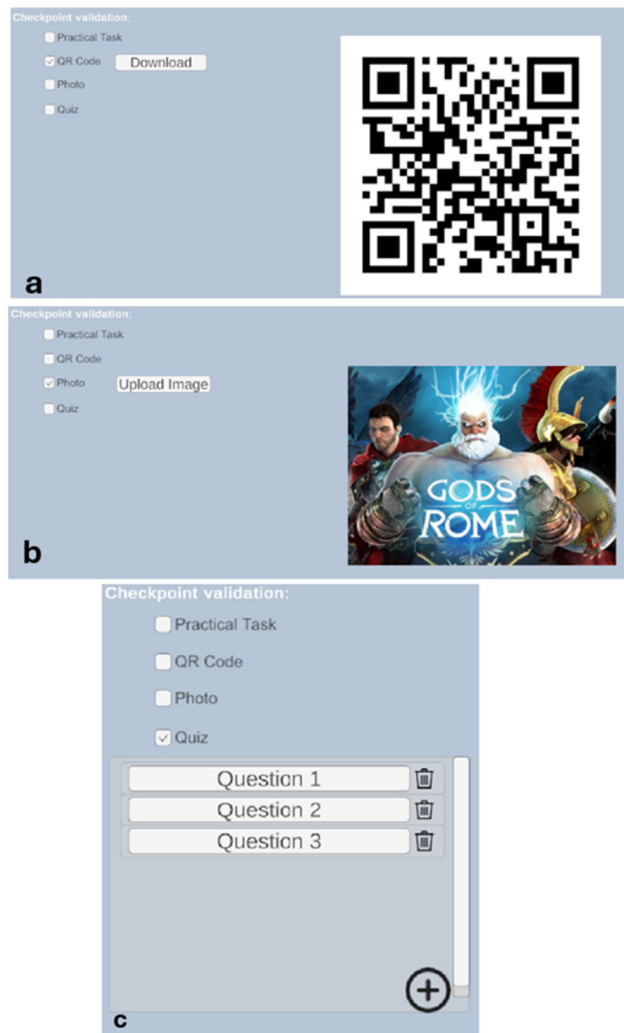 Checkpoint validation:
Practical Task
QR Code Download
Photo
Quiz
a
Checkpoint validation:
Practical Task
QR Code
Photo Upload Image
Quiz
GODS
OF
ROME
b
Checkpoint validation:
Practical Task
QR Code
Photo
Quiz
Question 1
Question 2
Question 3
c